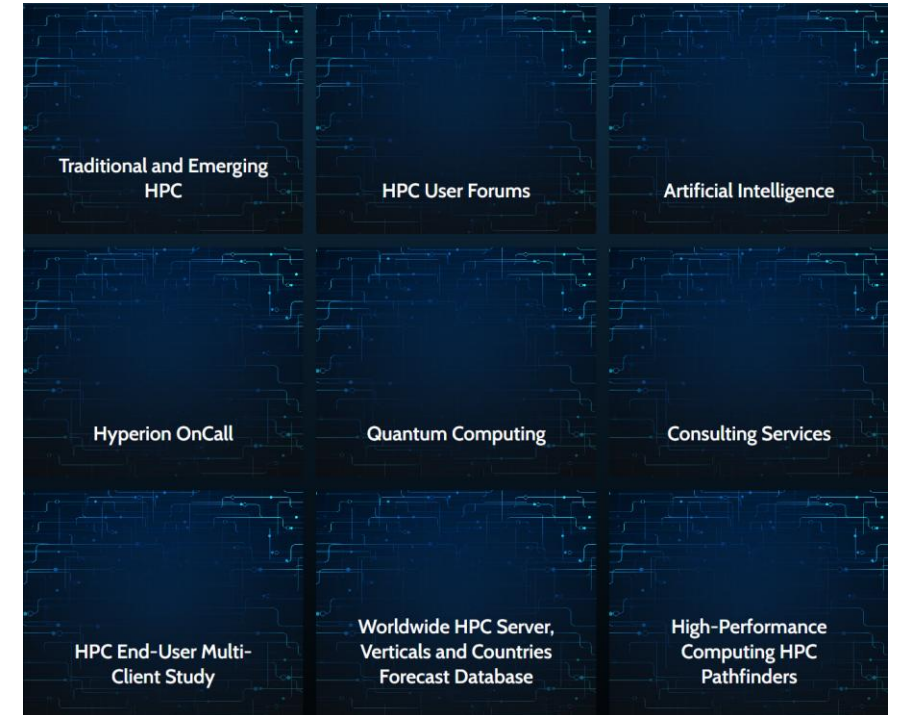 Traditional and Emerging
HPC
HPC User Forums
Artificial Intelligence
Hyperion OnCall
Quantum Computing
Consulting Services
HPC End-User Multi-
Client Study
Worldwide HPC Server,
Verticals and Countries
Forecast Database
High-Performance
Computing HPC
Pathfinders